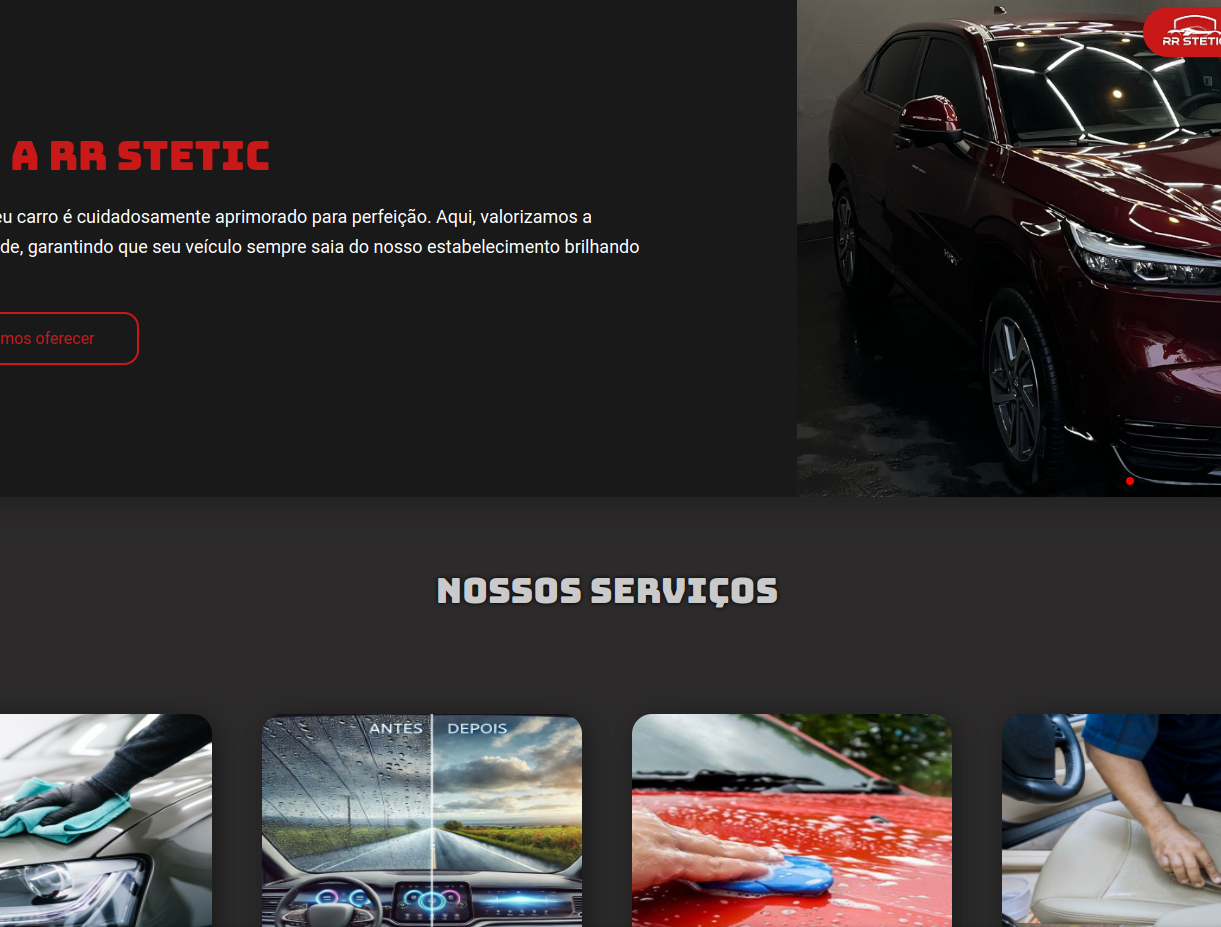 RR STETIC
A RR STETIC
eu carro é cuidadosamente aprimorado para perfeição. Aqui, valorizamos a
de, garantindo que seu veículo sempre saia do nosso estabelecimento brilhando
mos oferecer
NOSSOS SERVIÇOS
ANTES DEPOIS